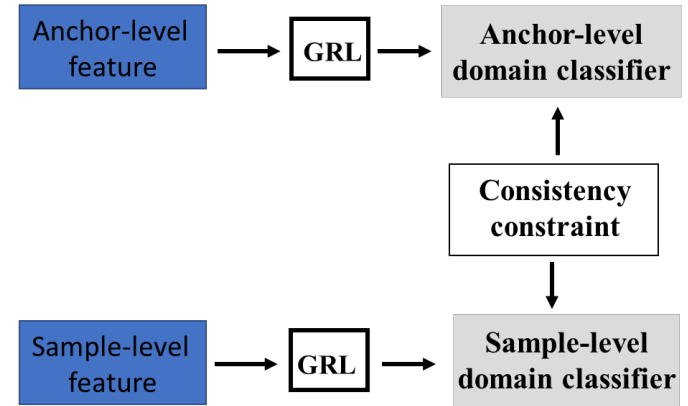 Anchor-level
feature
GRL
Anchor-level
domain classifier
Consistency
constraint
Sample-level
feature
GRL
Sample-level
domain classifier